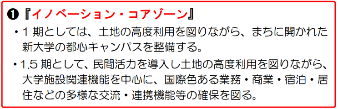 ❶『イノベーション・コアゾーン』
・1期としては、土地の高度利用を図りながら、まちに開かれた
新大学の都心キャンパスを整備する。
・1.5期として、民間活力を導入し土地の高度利用を図りながら、
大学施設関連機能を中心に、国際色ある業務・商業・宿泊・居
住などの多様な交流・連携機能等の確保を図る。